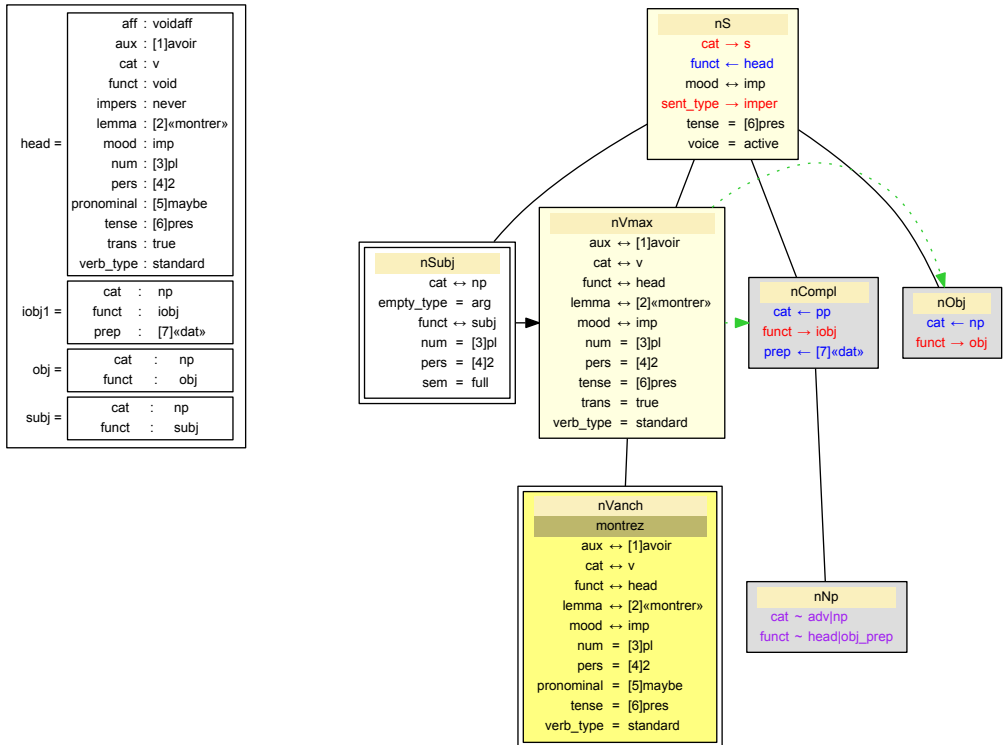 head =
aff : voidaff
aux : [1]avoir
cat : v
funct : void
impers : never
lemma : [2]«montrer»
mood : imp
num : [3]pl
pers : [4]2
pronominal : [5]maybe
tense : [6]pres
trans : true
verb_type : standard
iobj1 =
cat : np
funct : iobj
prep : [7]«dat»
obj =
cat : np
funct : obj
subj =
cat : np
funct : subj
nS
cat → s
funct ← head
mood ↔ imp
sent_type → imper
tense = [6]pres
voice = active
nSubj
cat ↔ np
empty_type = arg
funct ↔ subj
num = [3]pl
pers = [4]2
sem = full
nVmax
aux ↔ [1]avoir
cat ↔ v
funct ↔ head
lemma ↔ [2]«montrer»
mood ↔ imp
num = [3]pl
pers = [4]2
tense = [6]pres
trans = true
verb_type = standard
nCompl
cat ← pp
funct → iobj
prep ← [7]«dat»
nObj
cat ← np
funct → obj
nVanch
montrez
aux ↔ [1]avoir
cat ↔ v
funct ↔ head
lemma ↔ [2]«montrer»
mood ↔ imp
num = [3]pl
pers = [4]2
pronominal = [5]maybe
tense = [6]pres
verb_type = standard
nNp
cat ~ adv|np
funct ~ head|obj_prep